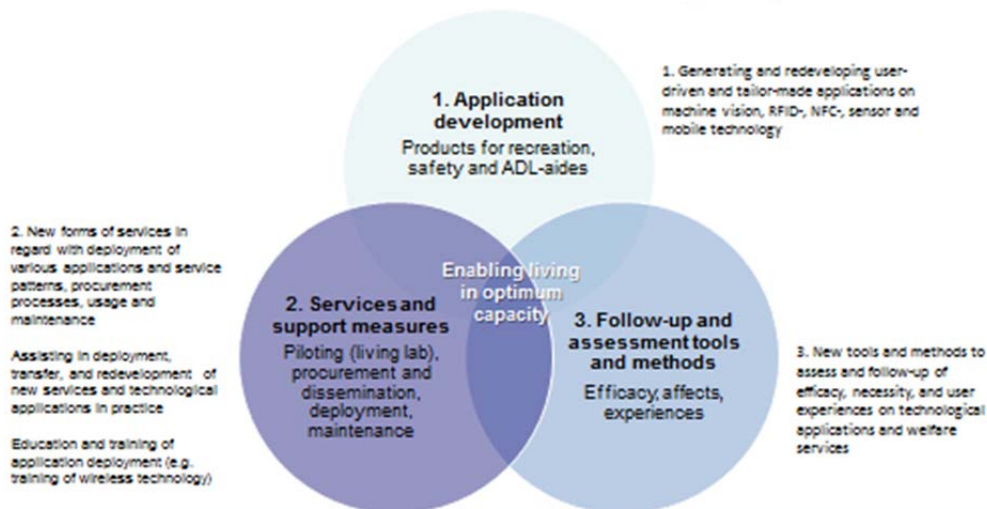 1. Application
development
Products for recreation,
safety and ADL-aides
1. Generating and redeveloping user-
driven and tailor-made applications on
machine vision, RFID-, NFC-, sensor and
mobile technology
2. New forms of services in
regard with deployment of
various applications and service
patterns, procurement
processes, usage and
maintenance
Assisting in deployment,
transfer, and redevelopment of
new services and technological
applications in practice
Education and training of
application deployment (e.g.
training of wireless technology)
Enabling living
in optimum
capacity
2. Services and
support measures
Piloting (living lab),
procurement and
dissemination,
deployment,
maintenance
3. Follow-up and
assessment tools
and methods
Efficacy, affects,
experiences
3. New tools and methods to
assess and follow-up of
efficacy, necessity, and user
experiences on technological
applications and welfare
services